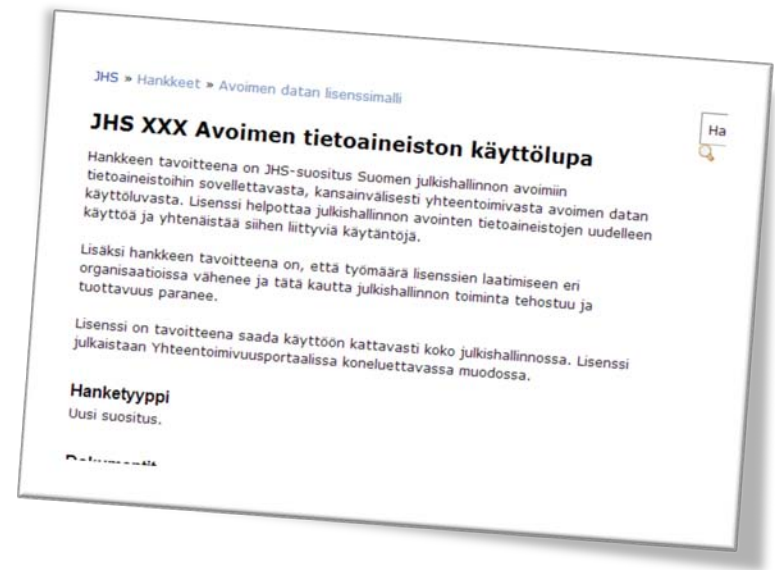 JHS » Hankkeet » Avoimen datan lisenssimalli
Ha
JHS XXX Avoimen tietoaineiston käyttölupa
Hankkeen tavoitteena on JHS-suositus Suomen julkishallinnon avoimiin
tietoaineistoihin sovellettavasta, kansainvälisesti yhteentoimivasta avoimen datan
käyttöluvasta. Lisenssi helpottaa julkishallinnon avointen tietoaineistojen uudelleen
käyttöä ja yhtenäistää siihen liittyviä käytäntöjä.
Lisäksi hankkeen tavoitteena on, että työmäärä lisenssien laatimiseen eri
organisaatioissa vähenee ja tätä kautta julkishallinnon toiminta tehostuu ja
tuottavuus paranee.
Lisenssi on tavoitteena saada käyttöön kattavasti koko julkishallinnossa. Lisenssi
julkaistaan Yhteentoimivuusportaalissa koneluettavassa muodossa.
Hanketyyppi
Uusi suositus.